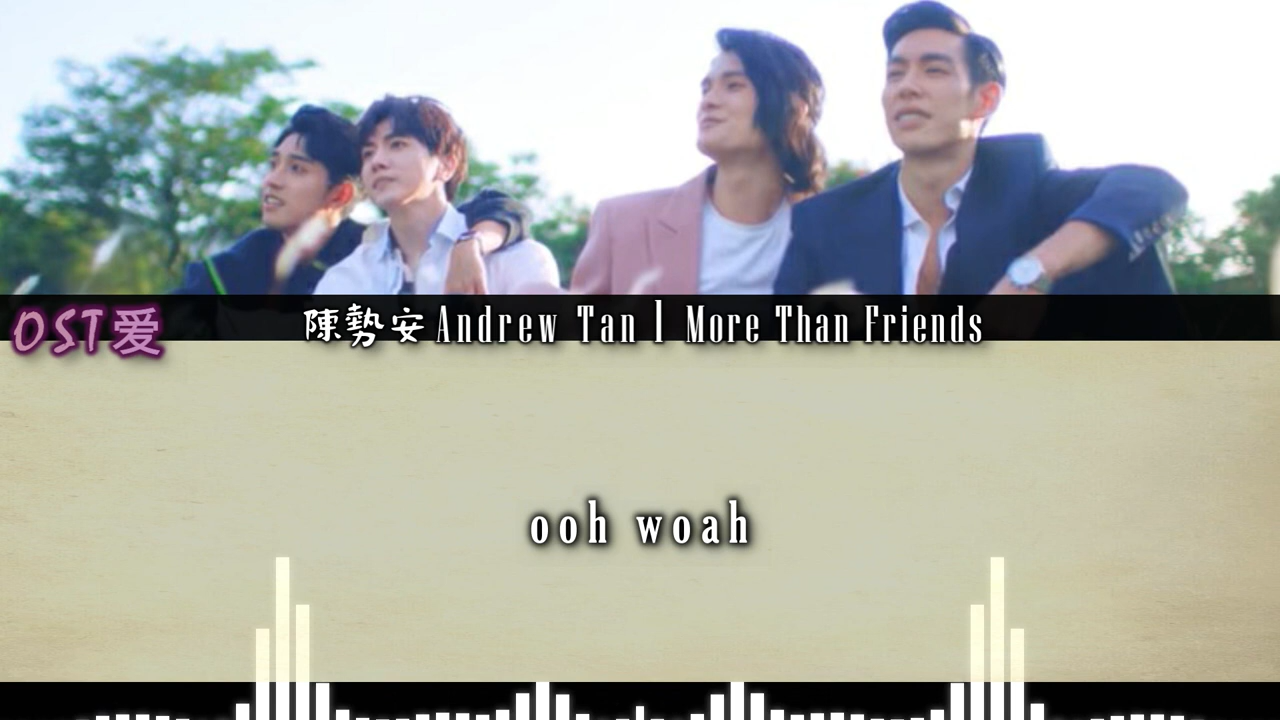 OST爱
陳勢安 Andrew Tan l More Than Friends
ooh woah